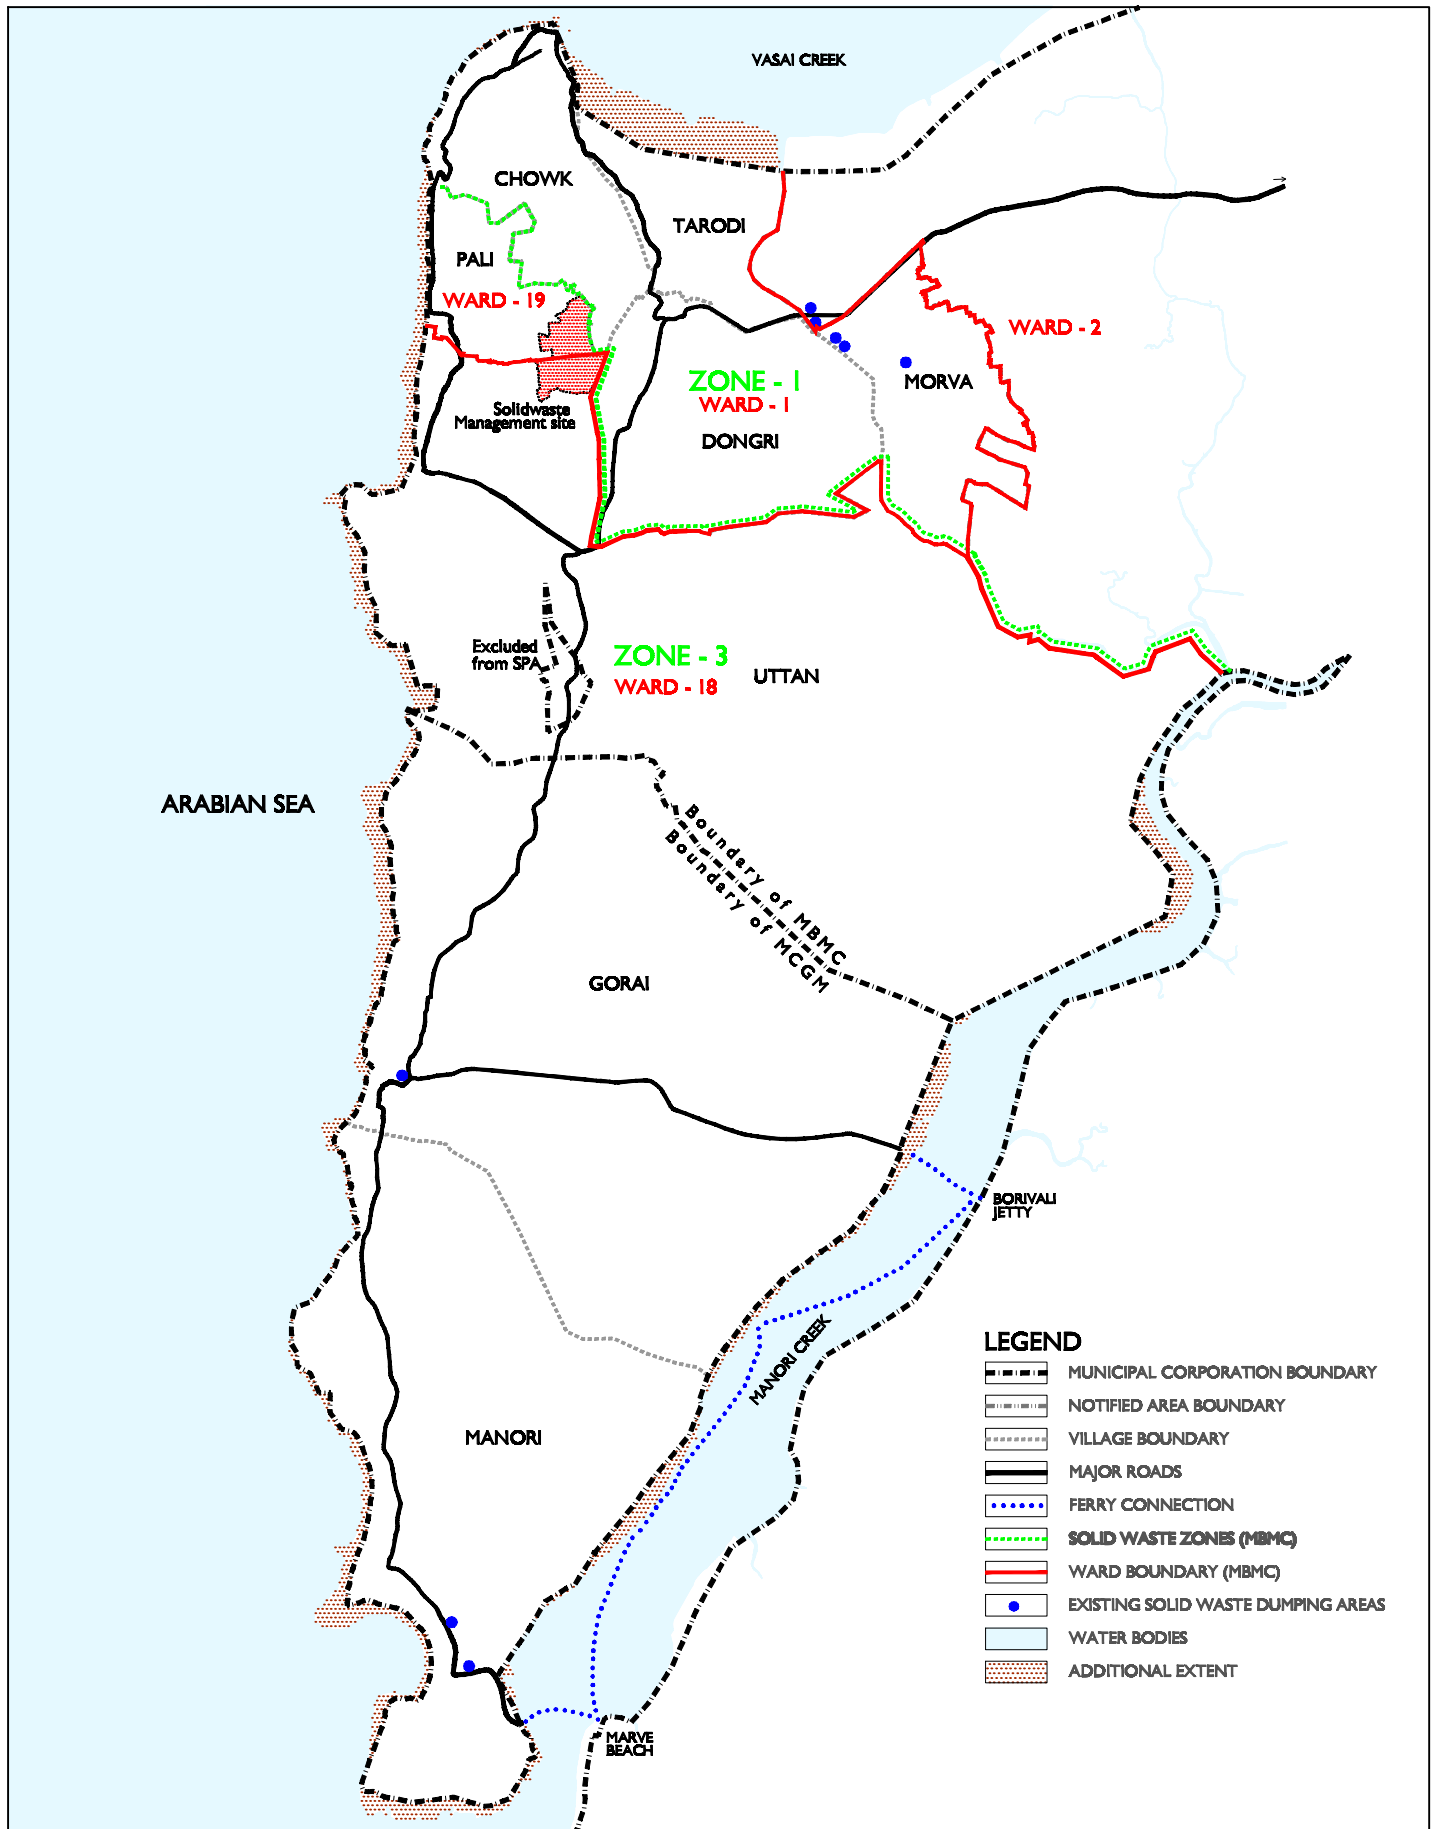 VASAI CREEK
CHOWK
TARODI
PALI
WARD - 19
WARD - 2
ZONE - 1
WARD - 1
MORVA
Solidwaste
Management site
DONGRI
Excluded
from SPA
ZONE - 3
WARD - 18
UTTAN
ARABIAN SEA
Boundary of MBMC
Boundary of MCGM
GORAI
BORIVALI
JETTY
MANORI CREEK
MANORI
MARVE
BEACH
LEGEND
MUNICIPAL CORPORATION BOUNDARY
NOTIFIED AREA BOUNDARY
VILLAGE BOUNDARY
MAJOR ROADS
FERRY CONNECTION
SOLID WASTE ZONES (MBMC)
WARD BOUNDARY (MBMC)
EXISTING SOLID WASTE DUMPING AREAS
WATER BODIES
ADDITIONAL EXTENT